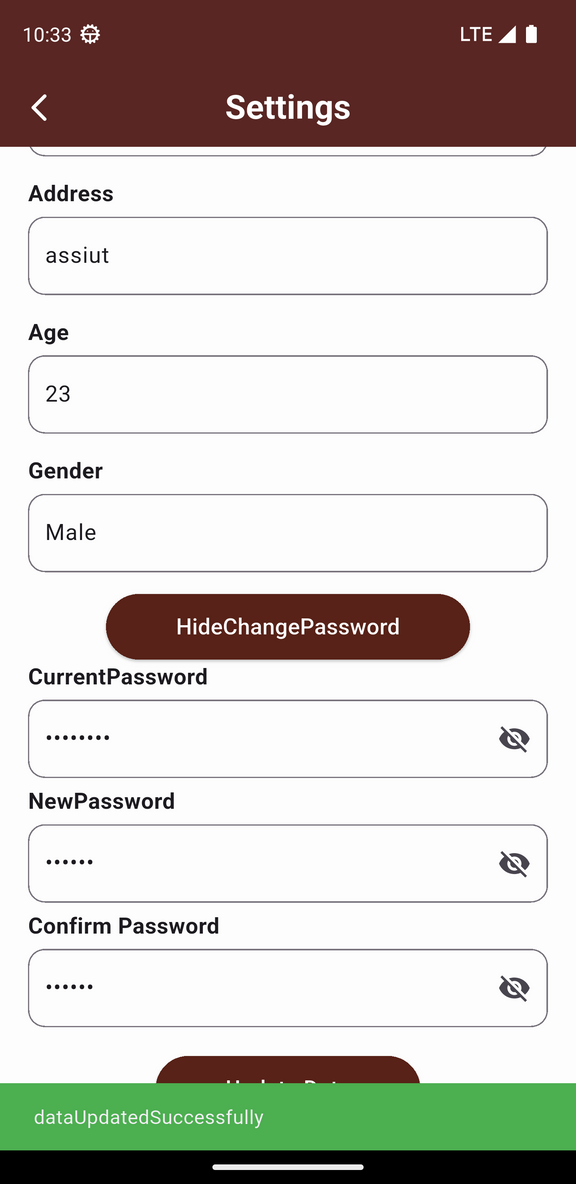 10:33
LTE
Settings
Address
assiut
Age
23
Gender
Male
HideChangePassword
CurrentPassword
••••••••
NewPassword
••••••
Confirm Password
••••••
dataUpdatedSuccessfully